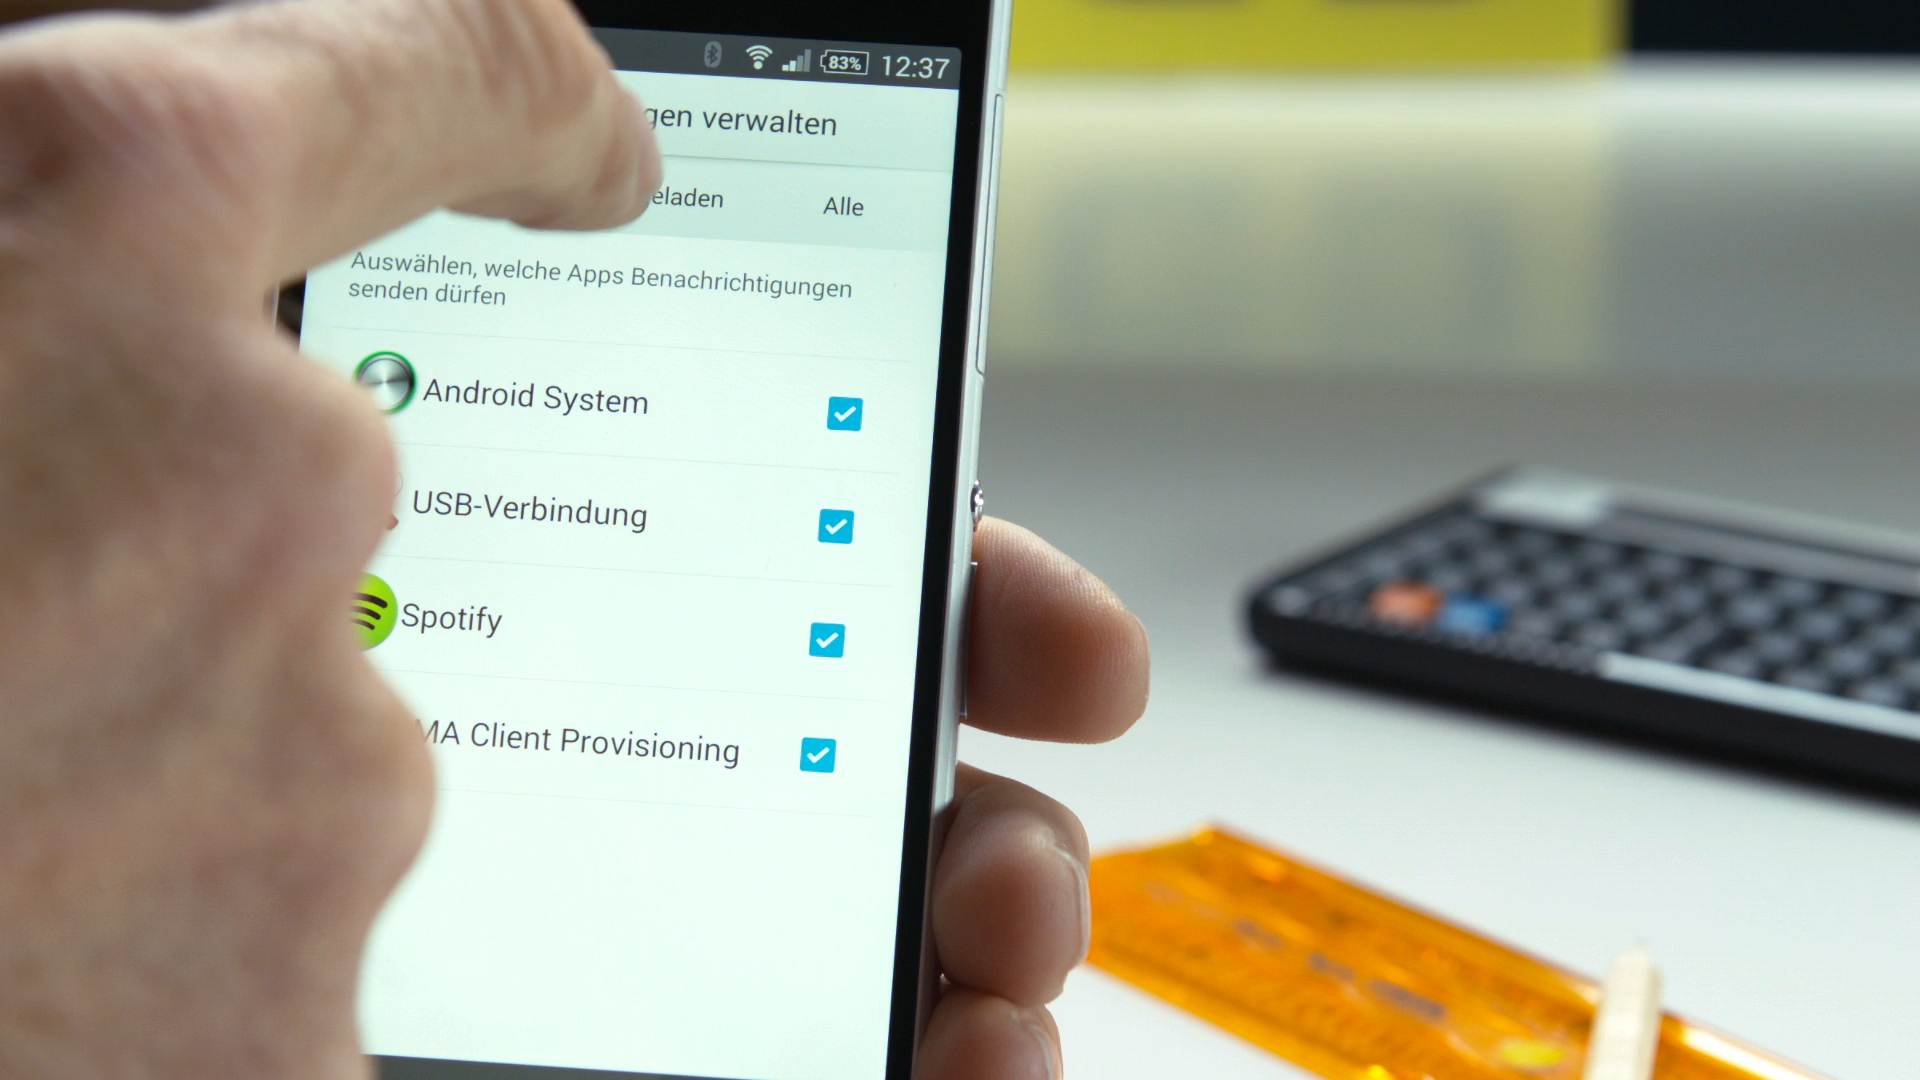 83% 12:37
gen verwalten
eladen Alle
Auswählen, welche Apps Benachrichtigungen
senden dürfen
Android System
USB-Verbindung
Spotify
MA Client Provisioning